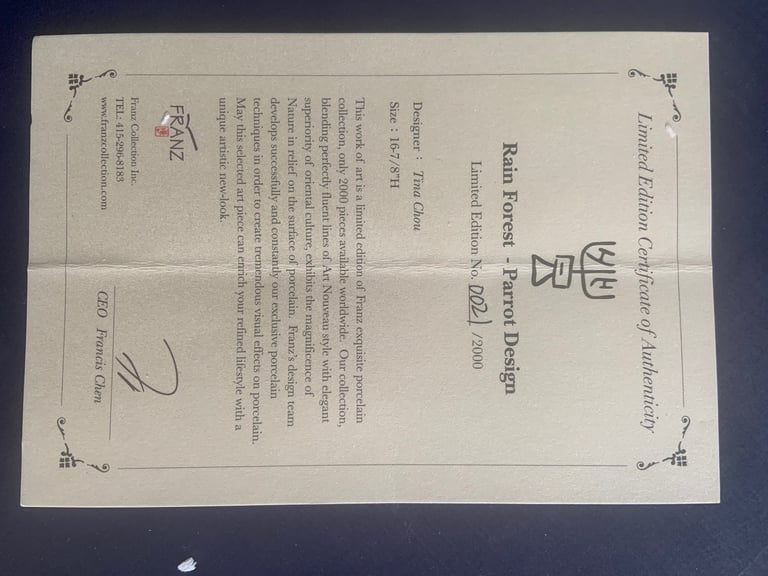 Limited Edition Certificate of Authenticity
Rain Forest - Parrot Design
Limited Edition No. 0021/2000
Designer : Tina Chou
Size : 16-7/8"H
This work of art is a limited edition of Franz exquisite porcelain
collection, only 2000 pieces available worldwide. Our collection,
blending perfectly fluent lines of Art Nouveau style with elegant
superiority of oriental culture, exhibits the magnificence of
Nature in relief on the surface of porcelain. Franz's design team
develops successfully and constantly our exclusive porcelain
techniques in order to create tremendous visual effects on porcelain.
May this selected art piece can enrich your refined lifestyle with a
unique artistic new-look.
FRANZ
Franz Collection Inc.
TEL: 415-296-8183
www.franzcollection.com
CEO Francis Chen